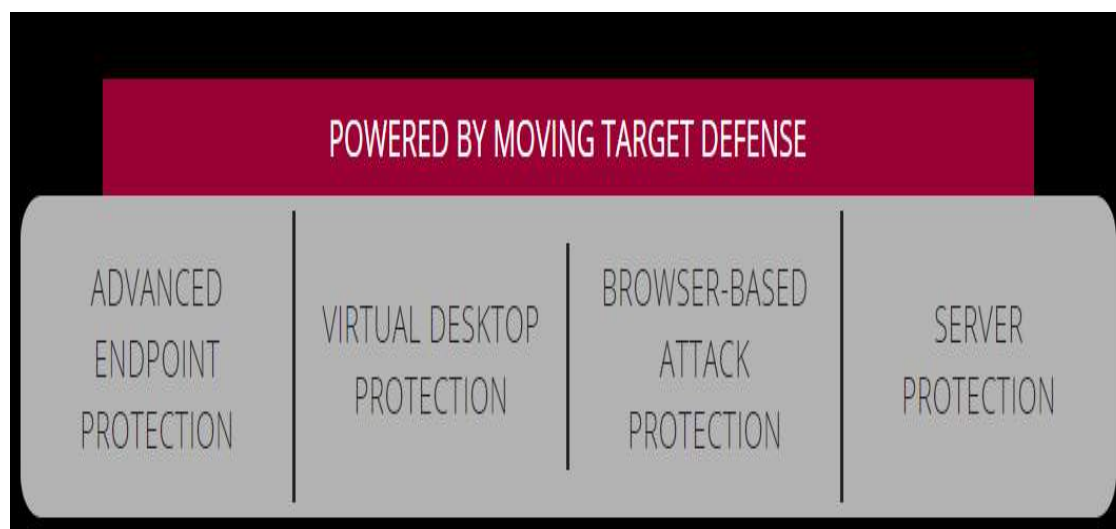 POWERED BY MOVING TARGET DEFENSE
ADVANCED
ENDPOINT
PROTECTION
VIRTUAL DESKTOP
PROTECTION
BROWSER-BASED
ATTACK
PROTECTION
SERVER
PROTECTION